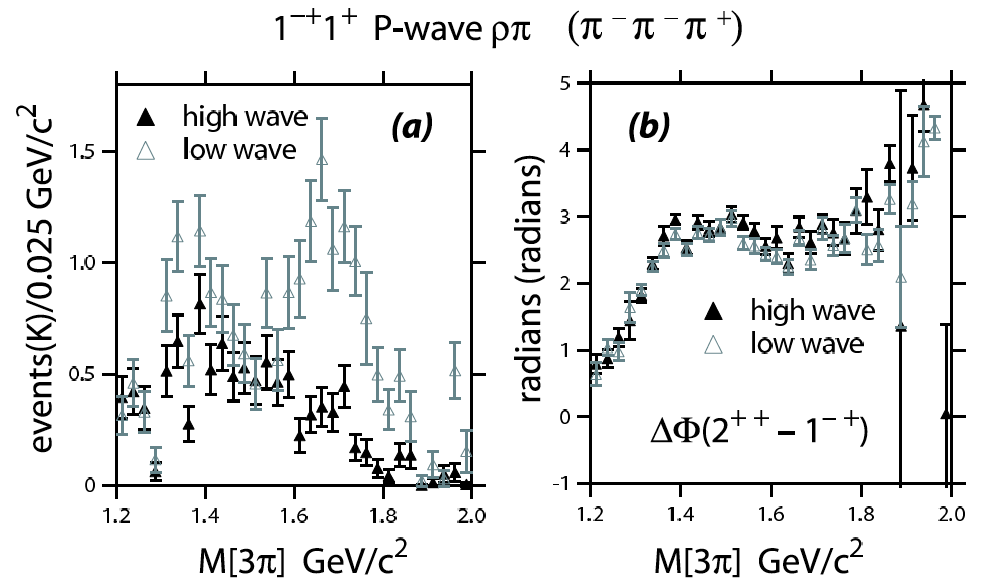 1⁻⁺1⁺ P-wave ρπ (π⁻π⁻π⁺)
events(K)/0.025 GeV/c²
high wave
low wave
(a)
1.5
1.0
0.5
0
1.2 1.4 1.6 1.8 2.0
M[3π] GeV/c²
radians (radians)
(b)
5
4
3
2
1
0
-1
high wave
low wave
ΔΦ(2⁺⁺ – 1⁻⁺)
1.2 1.4 1.6 1.8 2.0
M[3π] GeV/c²